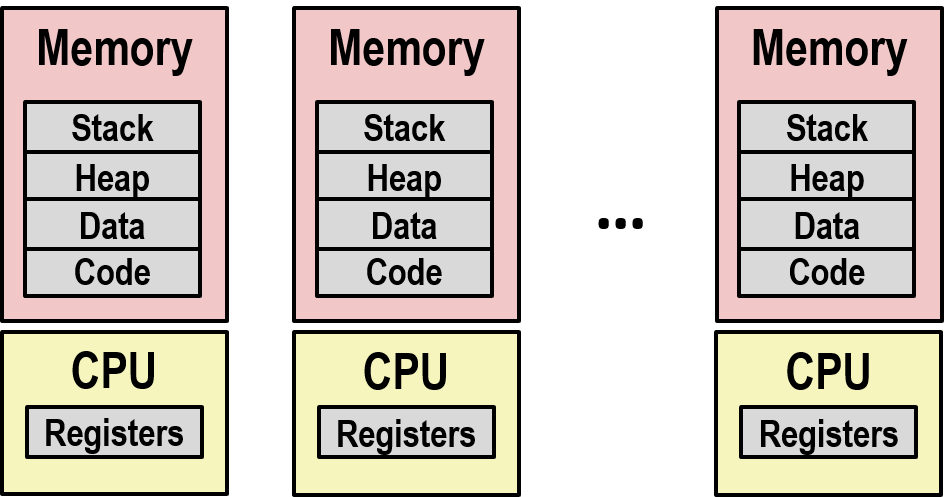 Memory
Stack
Heap
Data
Code
CPU
Registers
Memory
Stack
Heap
Data
Code
CPU
Registers
...
Memory
Stack
Heap
Data
Code
CPU
Registers